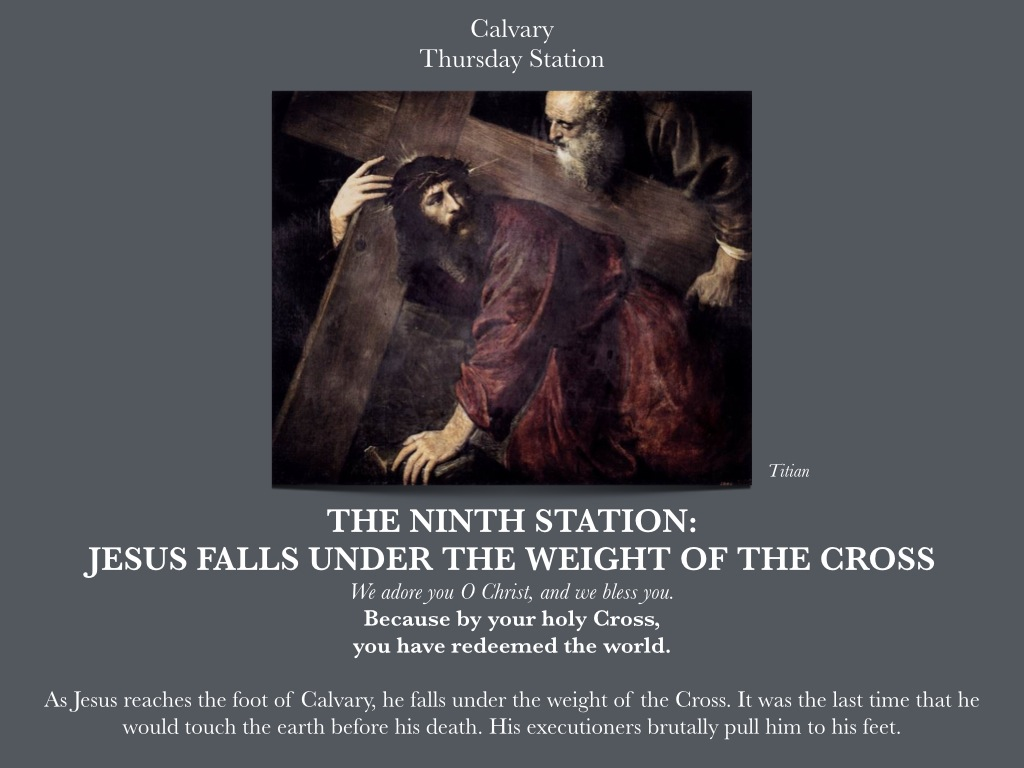 Calvary
Thursday Station
Titian
THE NINTH STATION:
JESUS FALLS UNDER THE WEIGHT OF THE CROSS
We adore you O Christ, and we bless you.
Because by your holy Cross,
you have redeemed the world.
As Jesus reaches the foot of Calvary, he falls under the weight of the Cross. It was the last time that he
would touch the earth before his death. His executioners brutally pull him to his feet.